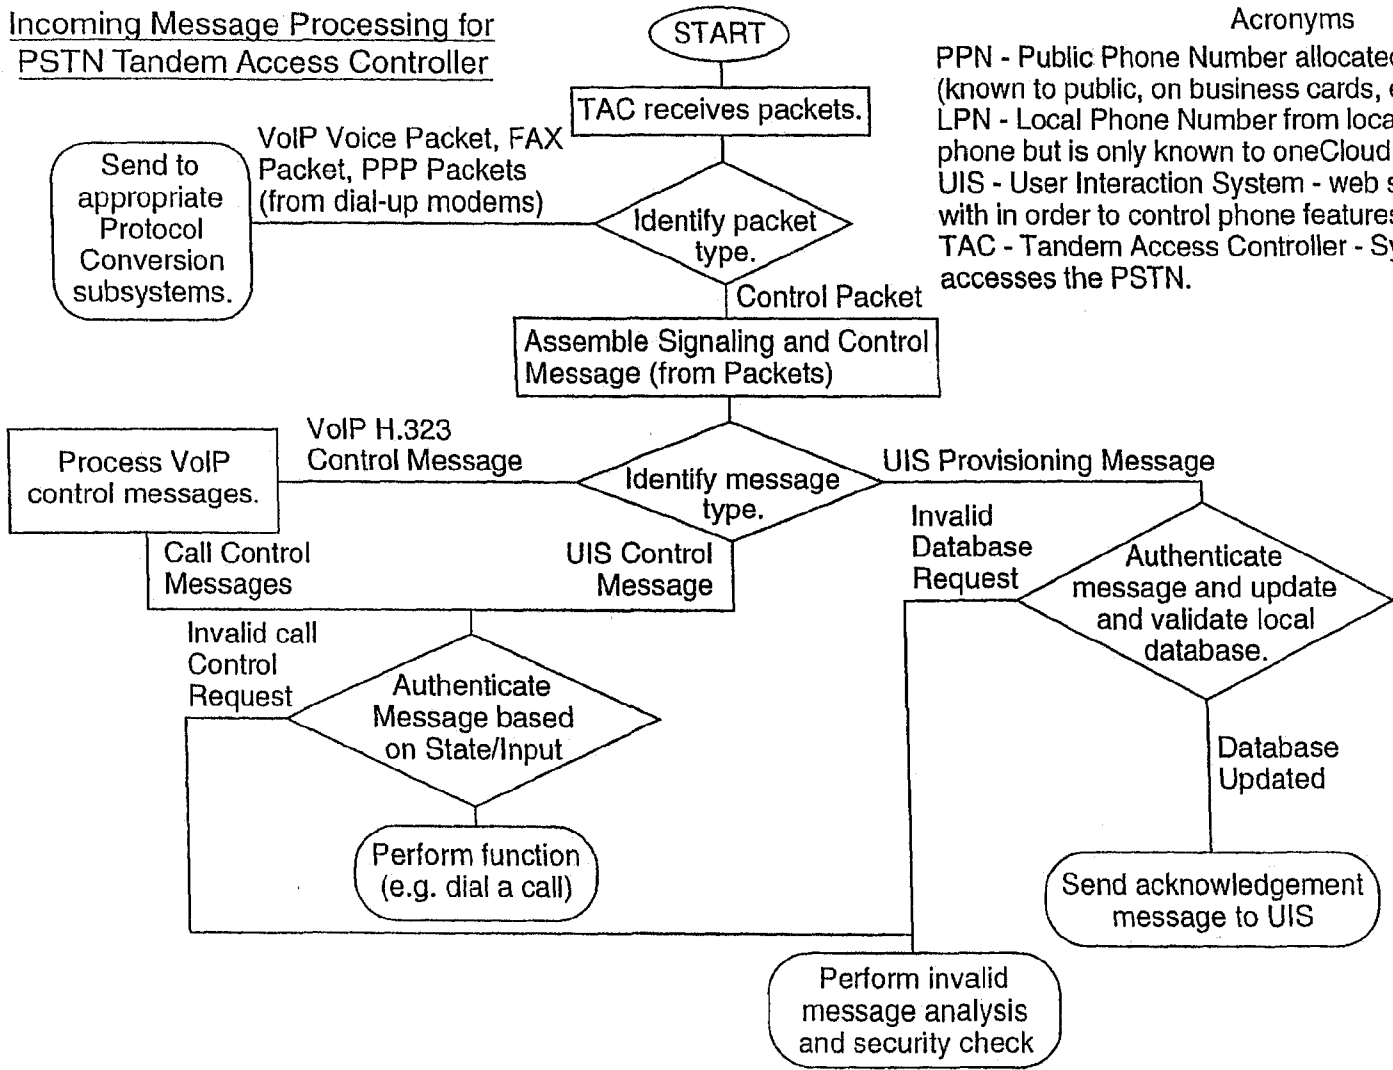 Incoming Message Processing for
PSTN Tandem Access Controller
START
Acronyms
PPN - Public Phone Number allocated
(known to public, on business cards,
LPN - Local Phone Number from
phone but is only known to oneCloud
UIS - User Interaction System - web
with in order to control phone features
TAC - Tandem Access Controller -
accesses the PSTN.
TAC receives packets.
VoIP Voice Packet, FAX
Packet, PPP Packets
(from dial-up modems)
Send to
appropriate
Protocol
Conversion
subsystems.
Identify packet
type.
Control Packet
Assemble Signaling and Control
Message (from Packets)
VoIP H.323
Control Message
Process VoIP
control messages.
Identify message
type.
UIS Provisioning Message
Call Control
Messages
UIS Control
Message
Invalid
Database
Request
Authenticate
message and update
and validate local
database.
Invalid call
Control
Request
Authenticate
Message based
on State/Input
Database
Updated
Perform function
(e.g. dial a call)
Send acknowledgement
message to UIS
Perform invalid
message analysis
and security check